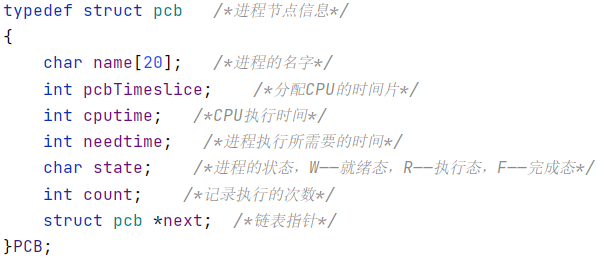 typedef struct pcb   /*进程节点信息*/
{
    char name[20];   /*进程的名字*/
    int pcbTimeslice;    /*分配CPU的时间片*/
    int cputime;   /*CPU执行时间*/
    int needtime;   /*进程执行所需要的时间*/
    char state;    /*进程的状态，W——就绪态，R——执行态，F——完成态*/
    int count;    /*记录执行的次数*/
    struct pcb *next;  /*链表指针*/
}PCB;